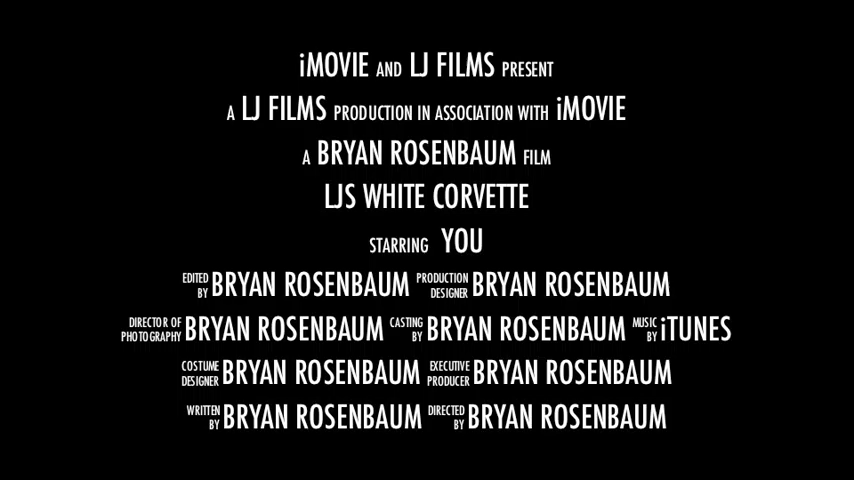 iMOVIE AND LJ FILMS PRESENT
A LJ FILMS PRODUCTION IN ASSOCIATION WITH iMOVIE
A BRYAN ROSENBAUM FILM
LJS WHITE CORVETTE
STARRING YOU
EDITED BY BRYAN ROSENBAUM PRODUCTION DESIGNER BRYAN ROSENBAUM
DIRECTOR OF PHOTOGRAPHY BRYAN ROSENBAUM CASTING BY BRYAN ROSENBAUM MUSIC BY iTUNES
COSTUME DESIGNER BRYAN ROSENBAUM EXECUTIVE PRODUCER BRYAN ROSENBAUM
WRITTEN BY BRYAN ROSENBAUM DIRECTED BY BRYAN ROSENBAUM